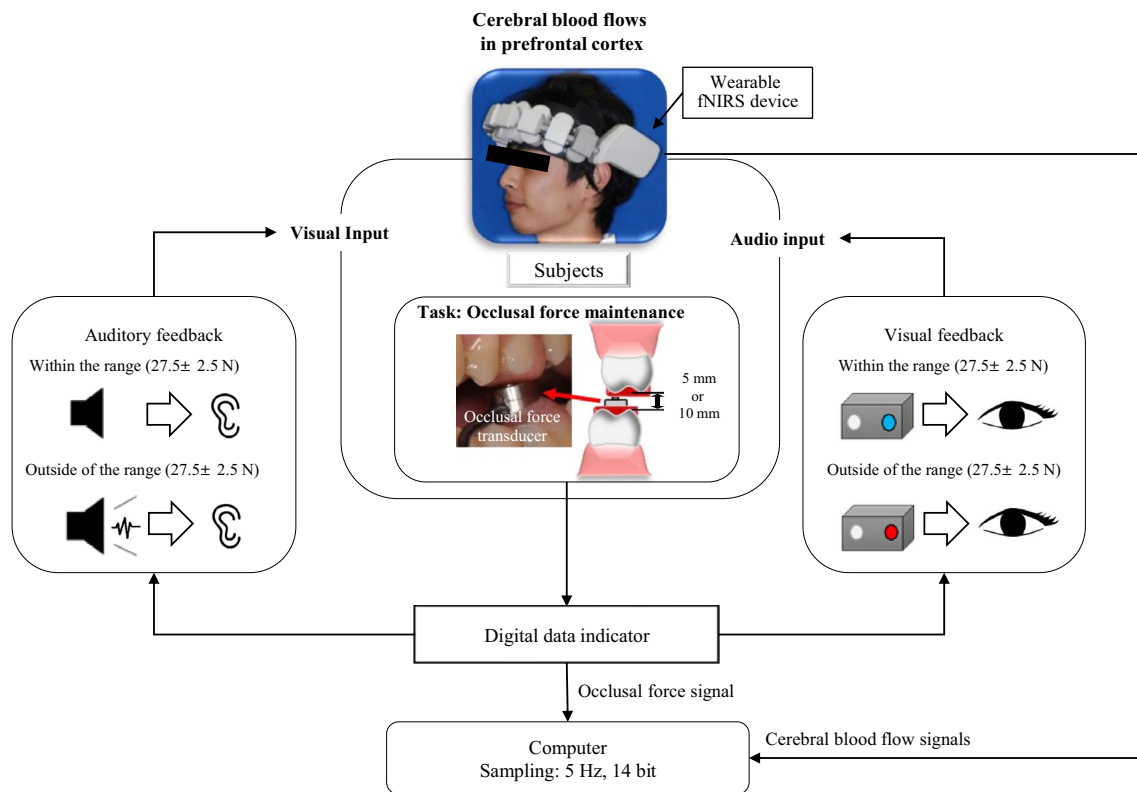 Cerebral blood flows
in prefrontal cortex
Wearable
fNIRS device
Visual Input
Audio input
Subjects
Task: Occlusal force maintenance
Occlusal force
transducer
5 mm
or
10 mm
Auditory feedback
Within the range (27.5± 2.5 N)
Outside of the range (27.5± 2.5 N)
Visual feedback
Within the range (27.5± 2.5 N)
Outside of the range (27.5± 2.5 N)
Digital data indicator
Occlusal force signal
Computer
Sampling: 5 Hz, 14 bit
Cerebral blood flow signals